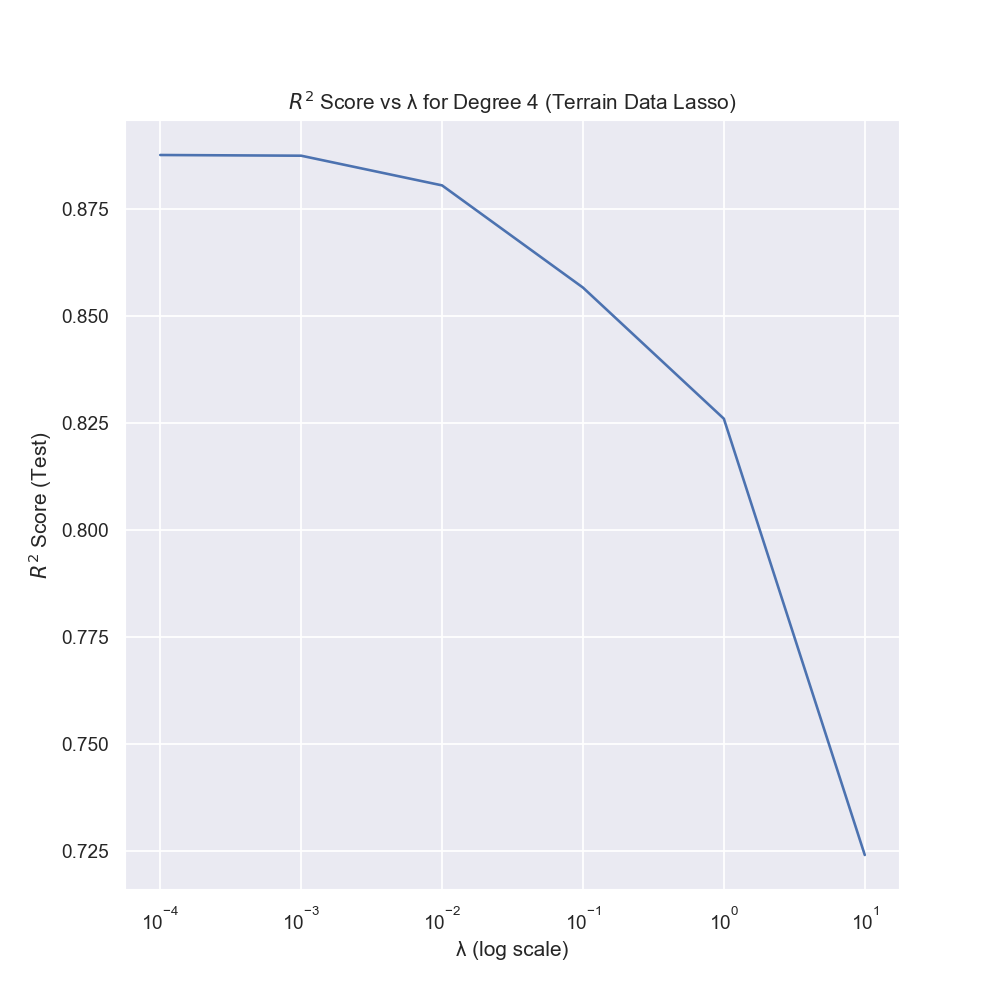 R² Score vs λ for Degree 4 (Terrain Data Lasso)
R² Score (Test)
0.875
0.850
0.825
0.800
0.775
0.750
0.725
10⁻⁴ 10⁻³ 10⁻² 10⁻¹ 10⁰ 10¹
λ (log scale)